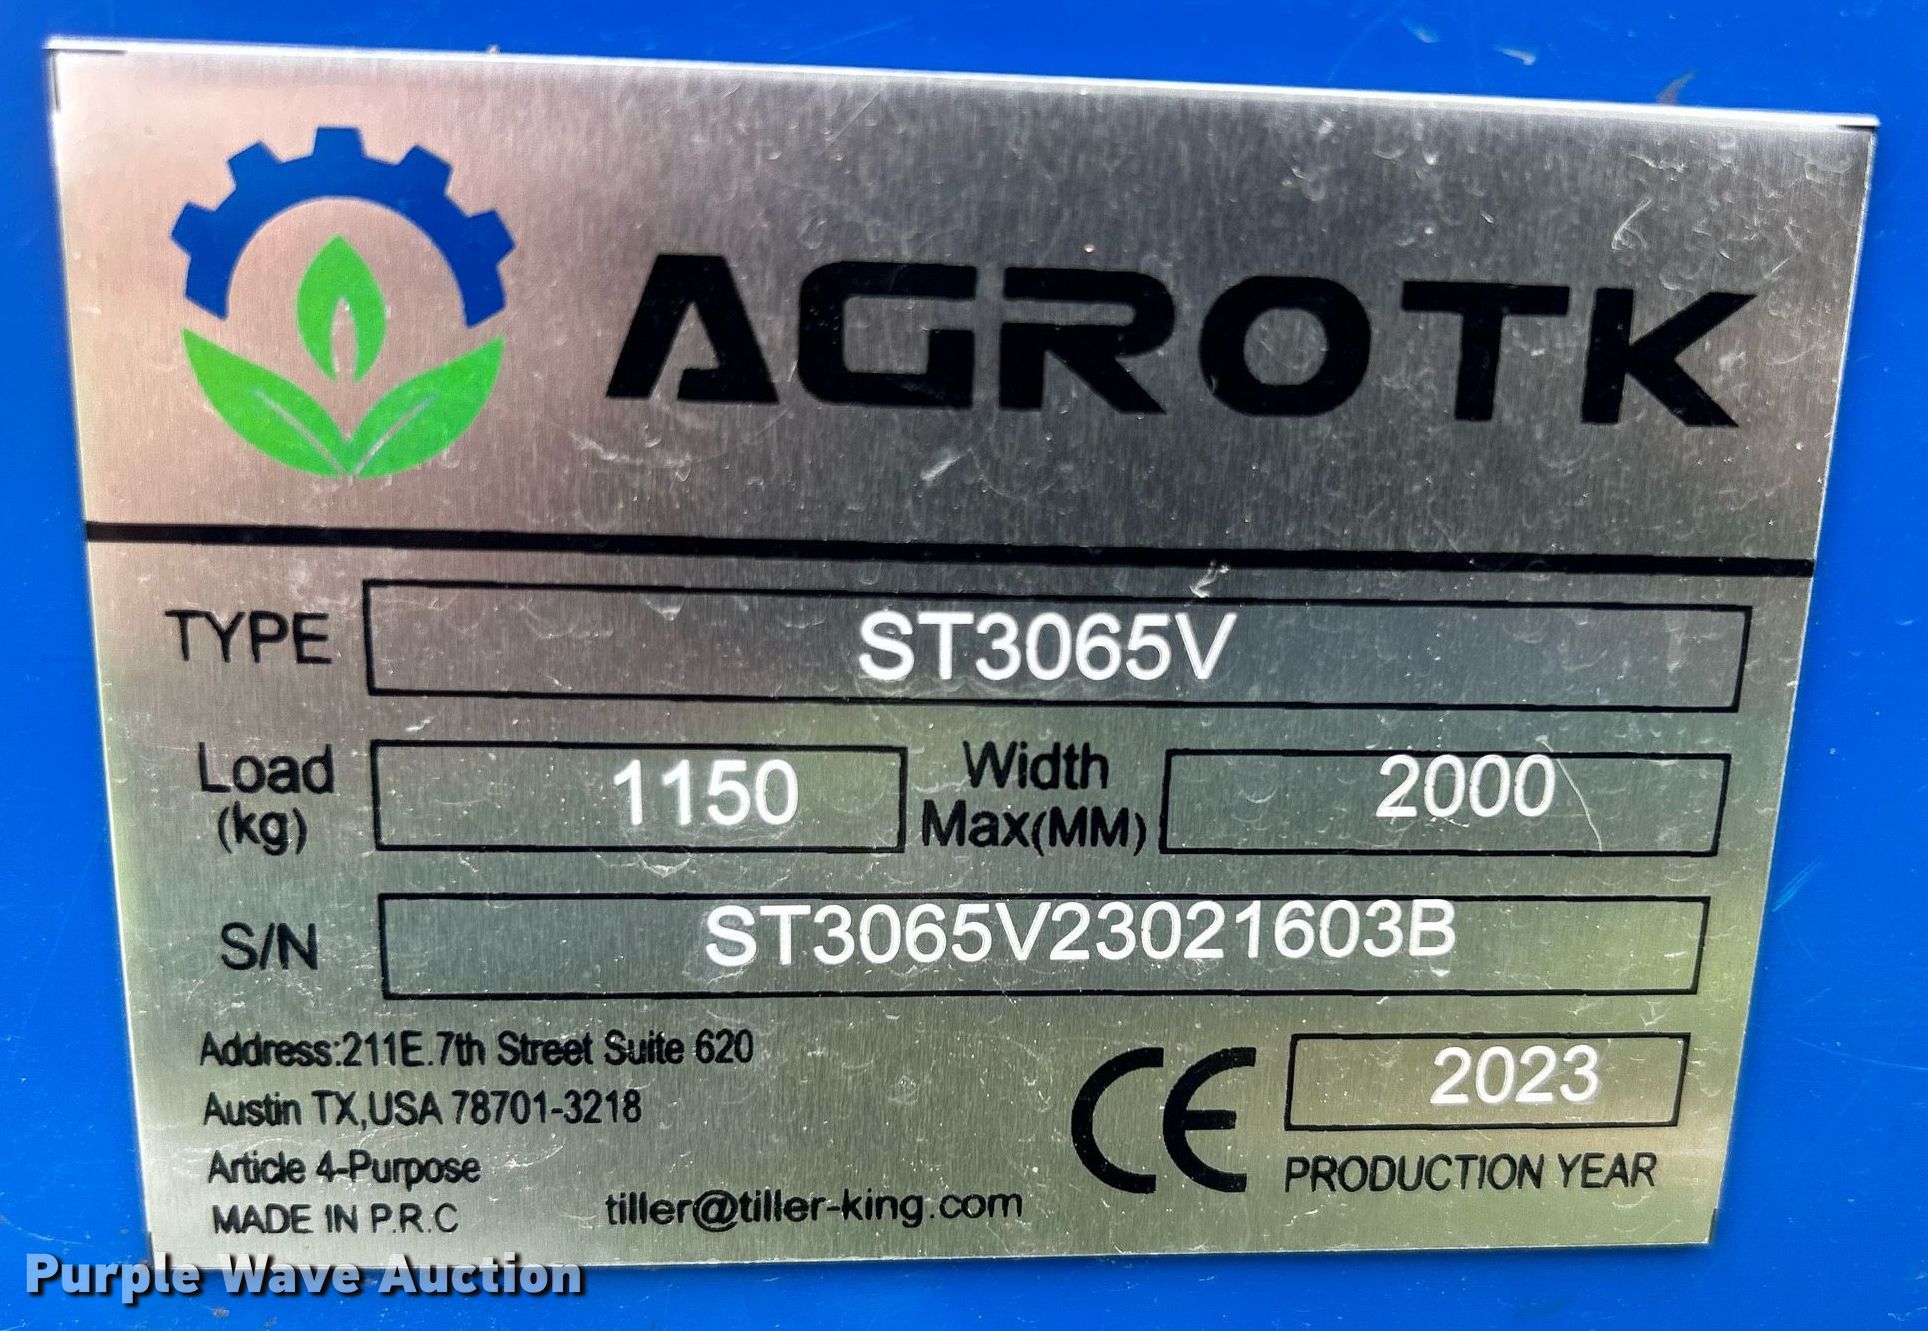 AGROTK
TYPE ST3065V
Load (kg) 1150 Width Max(MM) 2000
S/N ST3065V23021603B
Address:211E.7th Street Suite 620
Austin TX,USA 78701-3218
Article 4-Purpose
MADE IN P.R.C
tiller@tiller-king.com
CE
2023
PRODUCTION YEAR
Purple Wave Auction